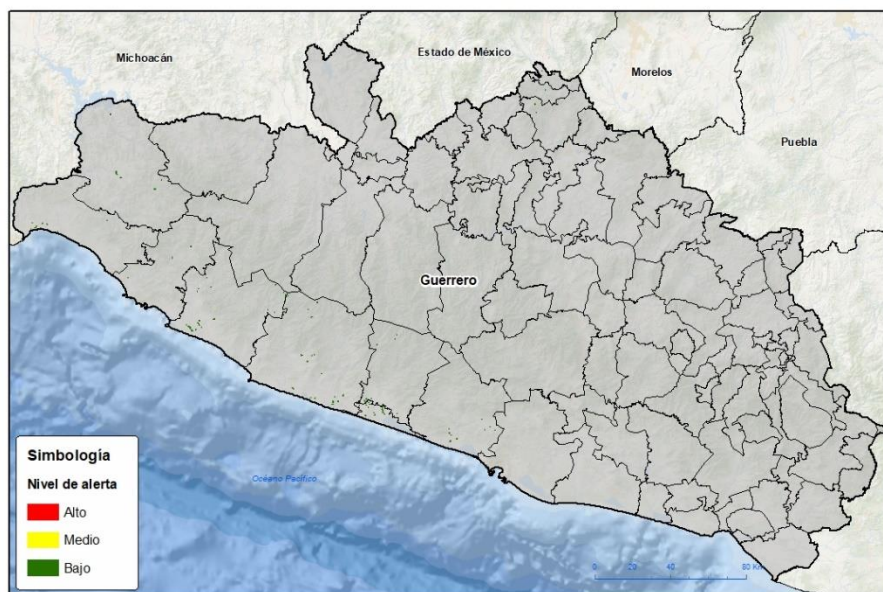 Michoacán
Estado de México
Morelos
Puebla
Guerrero
Océano Pacífico
Simbología
Nivel de alerta
Alto
Medio
Bajo
0 20 40 80 Km